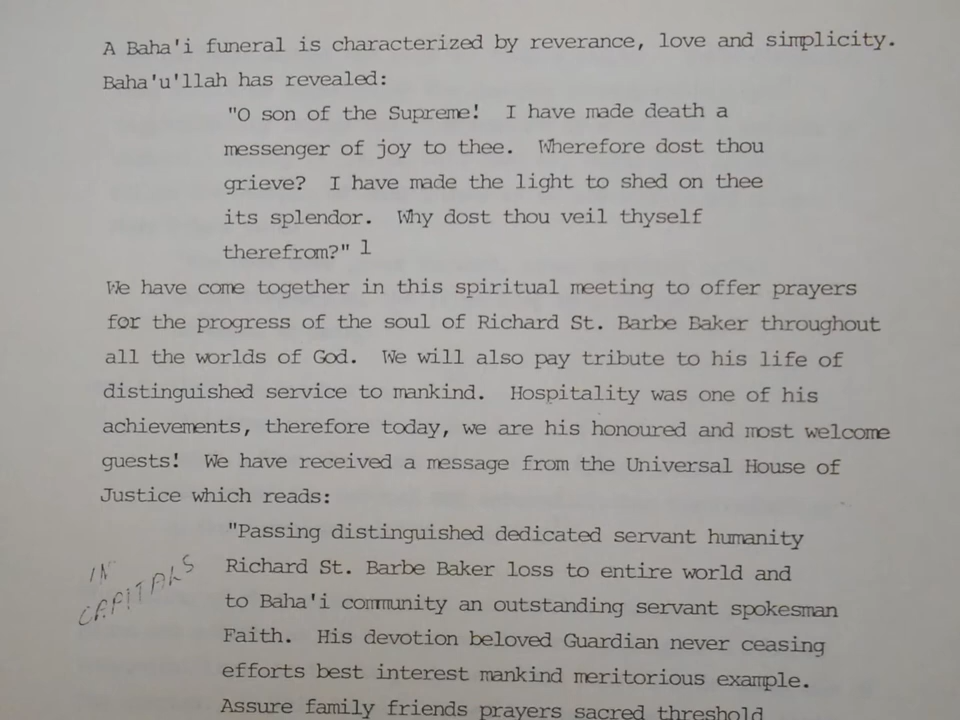 A Baha'i funeral is characterized by reverance, love and simplicity.
Baha'u'llah has revealed:
"O son of the Supreme! I have made death a
messenger of joy to thee. Wherefore dost thou
grieve? I have made the light to shed on thee
its splendor. Why dost thou veil thyself
therefrom?" 1
We have come together in this spiritual meeting to offer prayers
for the progress of the soul of Richard St. Barbe Baker throughout
all the worlds of God. We will also pay tribute to his life of
distinguished service to mankind. Hospitality was one of his
achievements, therefore today, we are his honoured and most welcome
guests! We have received a message from the Universal House of
Justice which reads:
"Passing distinguished dedicated servant humanity
Richard St. Barbe Baker loss to entire world and
to Baha'i community an outstanding servant spokesman
Faith. His devotion beloved Guardian never ceasing
efforts best interest mankind meritorious example.
Assure family friends prayers sacred threshold
IN
CAPITALS